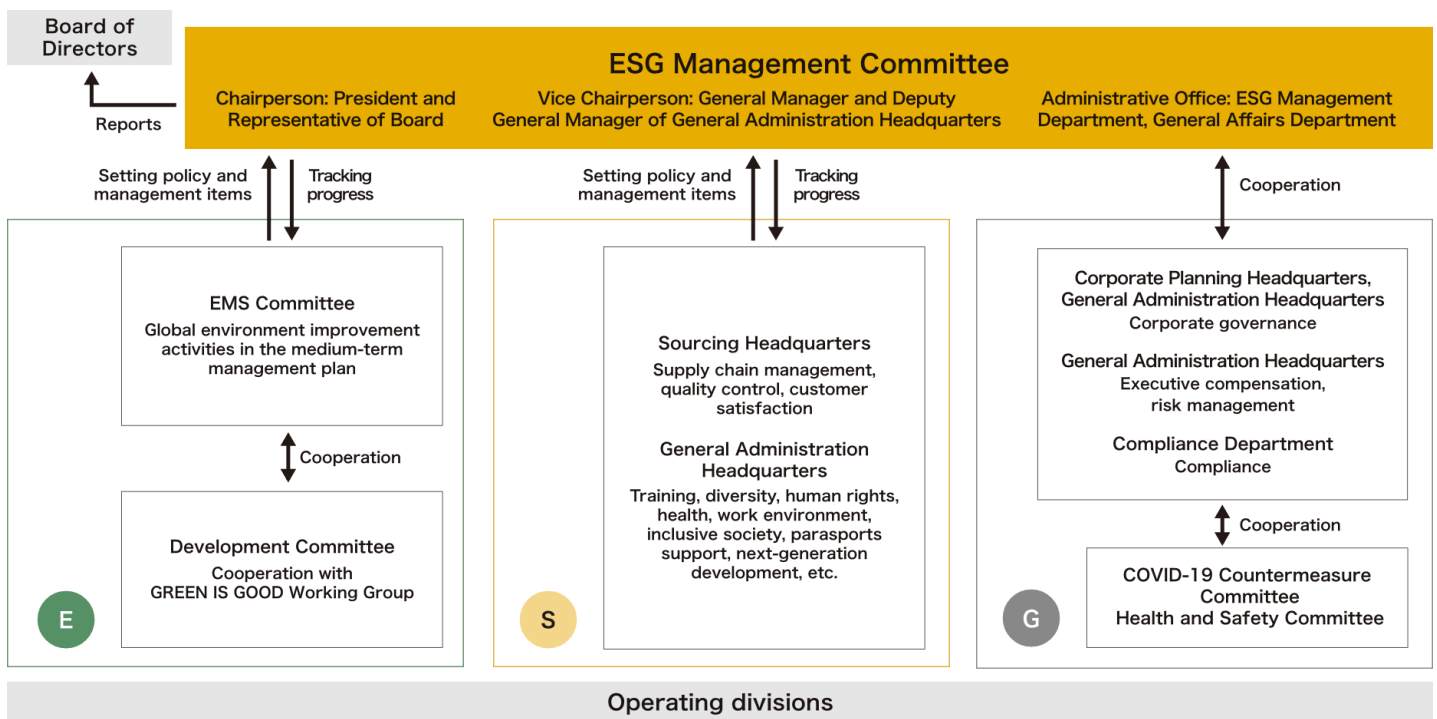 Board of
Directors
Reports
ESG Management Committee
Chairperson: President and
Representative of Board
Vice Chairperson: General Manager and Deputy
General Manager of General Administration Headquarters
Administrative Office: ESG Management
Department, General Affairs Department
Setting policy and
management items
Tracking
progress
Setting policy and
management items
Tracking
progress
Cooperation
EMS Committee
Global environment improvement
activities in the medium-term
management plan
Cooperation
Development Committee
Cooperation with
GREEN IS GOOD Working Group
E
Sourcing Headquarters
Supply chain management,
quality control, customer
satisfaction
General Administration
Headquarters
Training, diversity, human rights,
health, work environment,
inclusive society, parasports
support, next-generation
development, etc.
S
Corporate Planning Headquarters,
General Administration Headquarters
Corporate governance
General Administration Headquarters
Executive compensation,
risk management
Compliance Department
Compliance
Cooperation
COVID-19 Countermeasure
Committee
Health and Safety Committee
G
Operating divisions